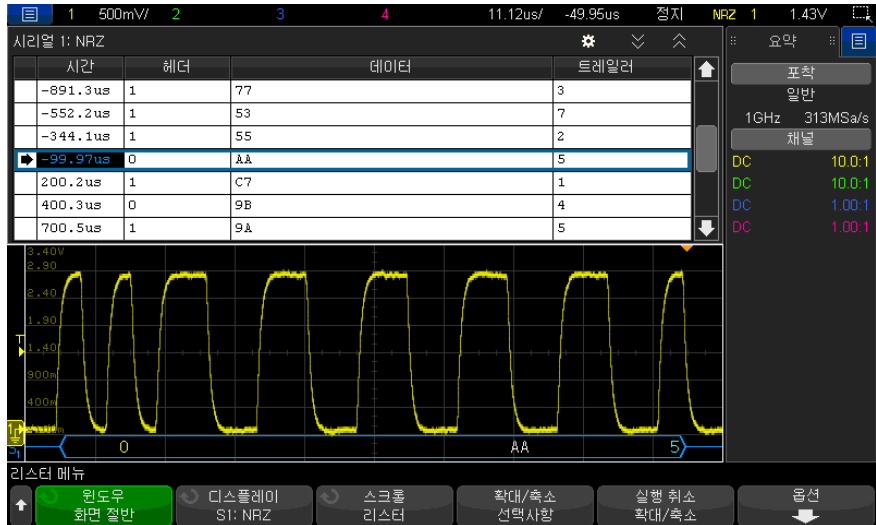 1 500mV/ 2 3 4 11.12us/ -49.95us 정지 NRZ 1 1.43V
시리얼 1: NRZ
시간 헤더 데이터 트레일러
-891.3us 1 77 3
-552.2us 1 53 7
-344.1us 1 55 2
-99.97us 0 AA 5
200.2us 1 C7 1
400.3us 0 9B 4
700.5us 1 9A 5
요약
포착
일반
1GHz 313MSa/s
채널
DC 10.0:1
DC 10.0:1
DC 1.00:1
DC 1.00:1
3.40V
2.90
2.40
1.90
T
1.40
900m
400m
1
S1 0 AA 5
리스터 메뉴
윈도우
화면 절반
디스플레이
S1: NRZ
스크롤
리스터
확대/축소
선택사항
실행 취소
확대/축소
옵션